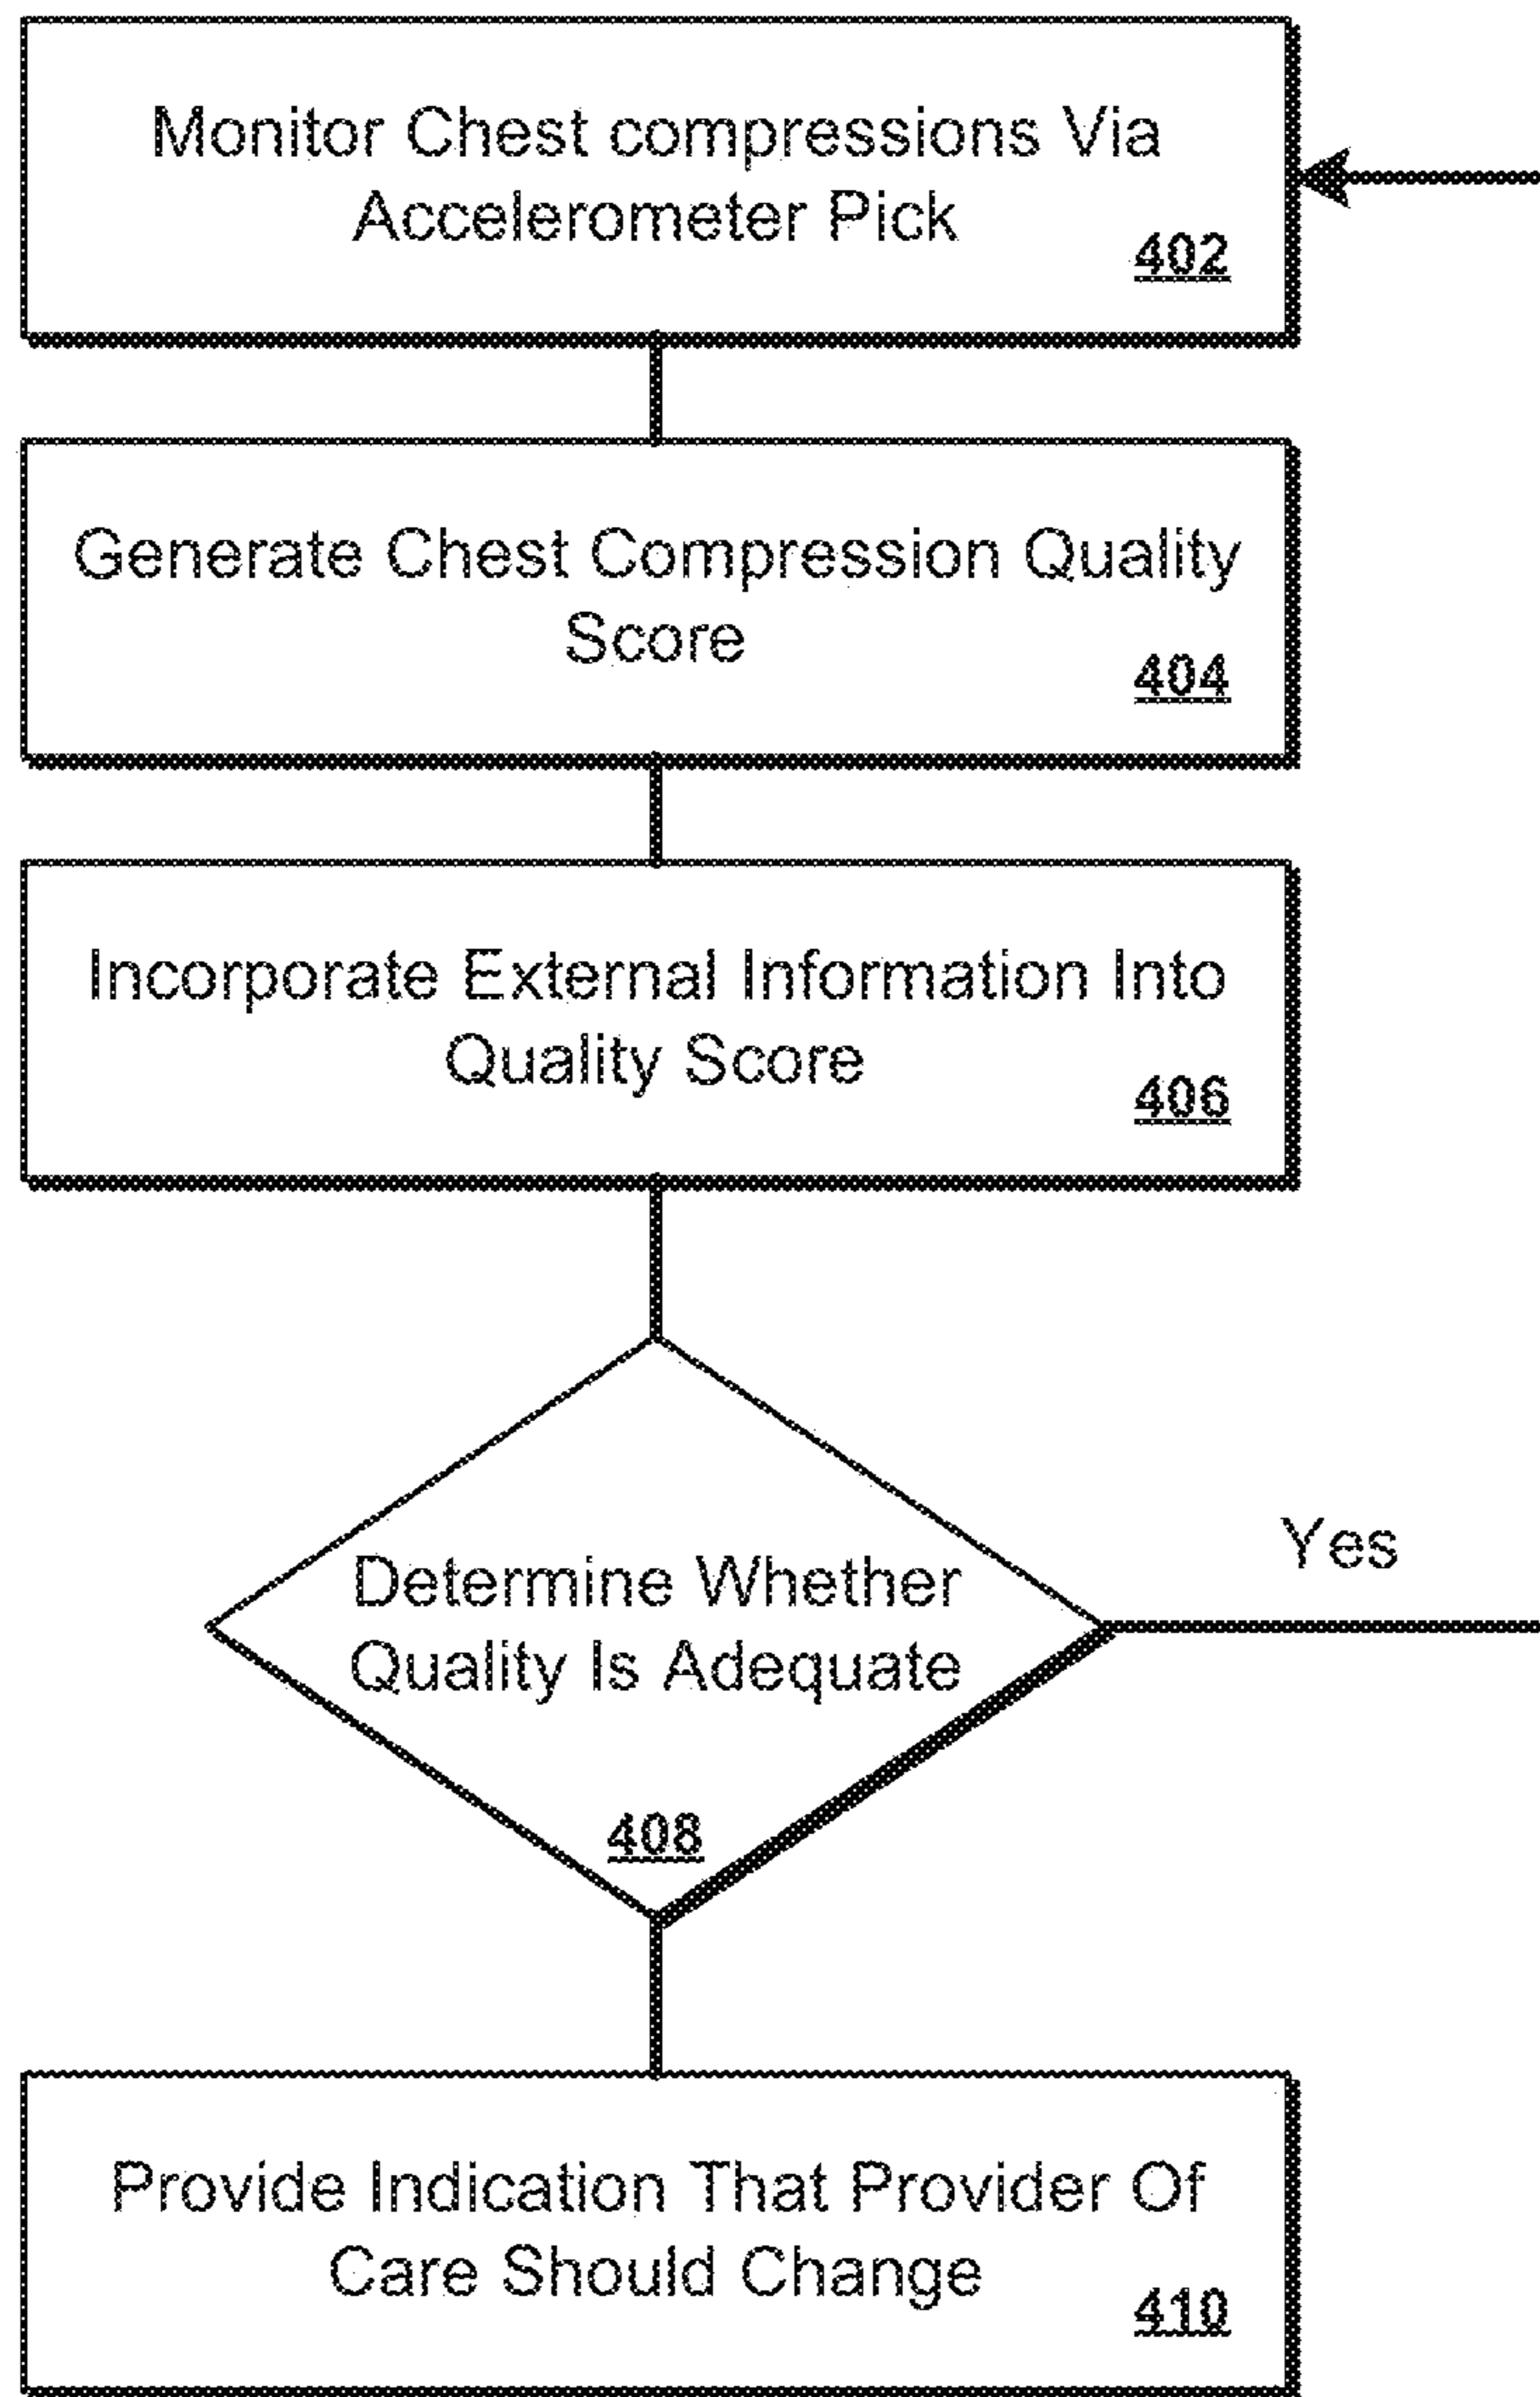 Monitor Chest compressions Via
Accelerometer Pick
402
Generate Chest Compression Quality
Score
404
Incorporate External Information Into
Quality Score
406
Yes
Determine Whether
Quality Is Adequate
408
Provide Indication That Provider Of
Care Should Change
410